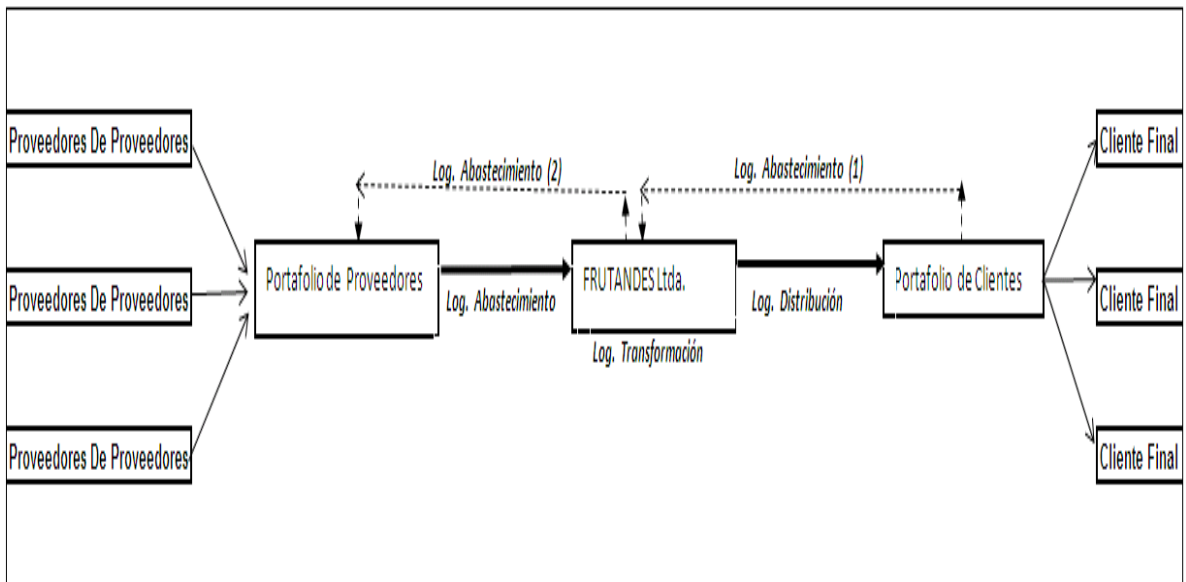 Proveedores De Proveedores
Cliente Final
Log. Abastecimiento (2)
Log. Abastecimiento (1)
Portafolio de Proveedores
FRUTANDES Ltda.
Portafolio de Clientes
Proveedores De Proveedores
Cliente Final
Log. Abastecimiento
Log. Distribución
Log. Transformación
Proveedores De Proveedores
Cliente Final